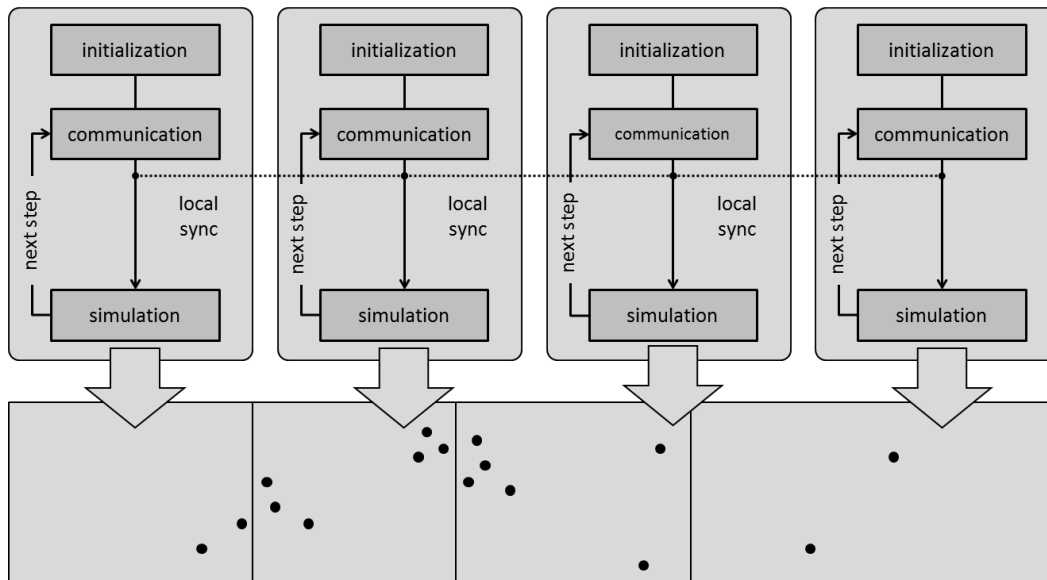 initialization
communication
next step
local
sync
simulation
initialization
communication
next step
local
sync
simulation
initialization
communication
next step
local
sync
simulation
initialization
communication
next step
simulation